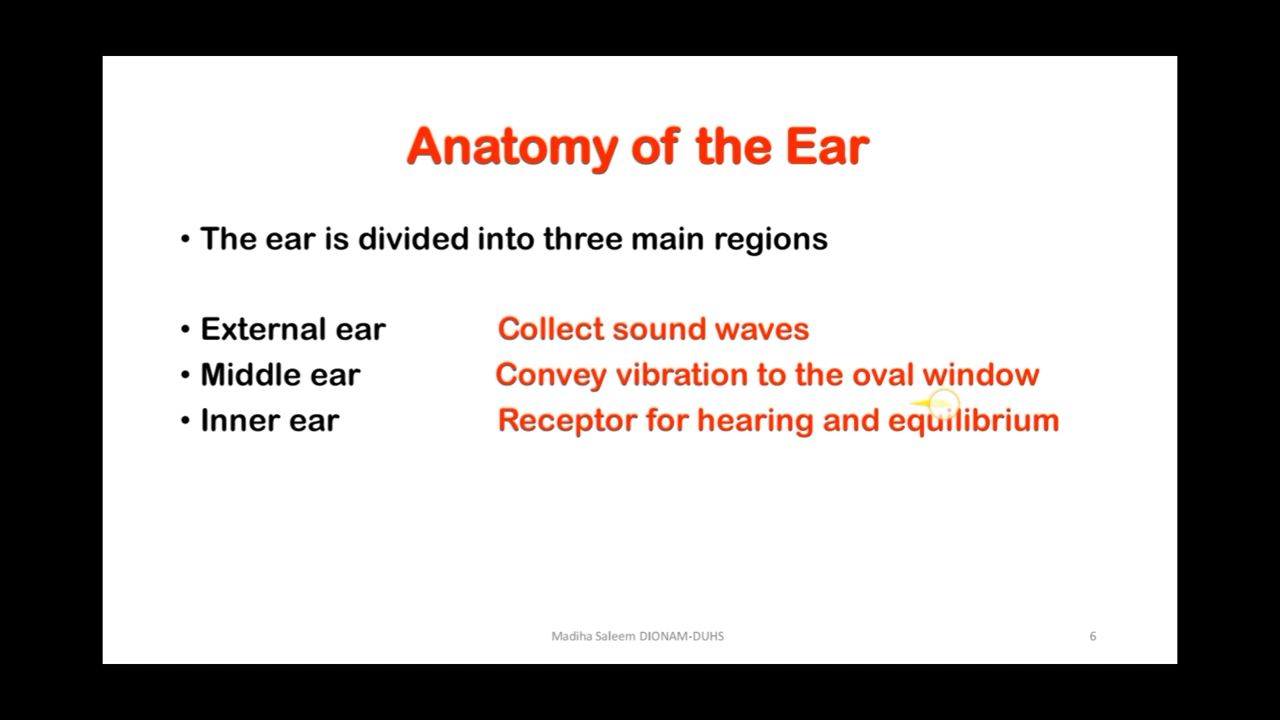 Anatomy of the Ear
• The ear is divided into three main regions
• External ear Collect sound waves
• Middle ear Convey vibration to the oval window
• Inner ear Receptor for hearing and equilibrium
Madiha Saleem DIONAM-DUHS 6